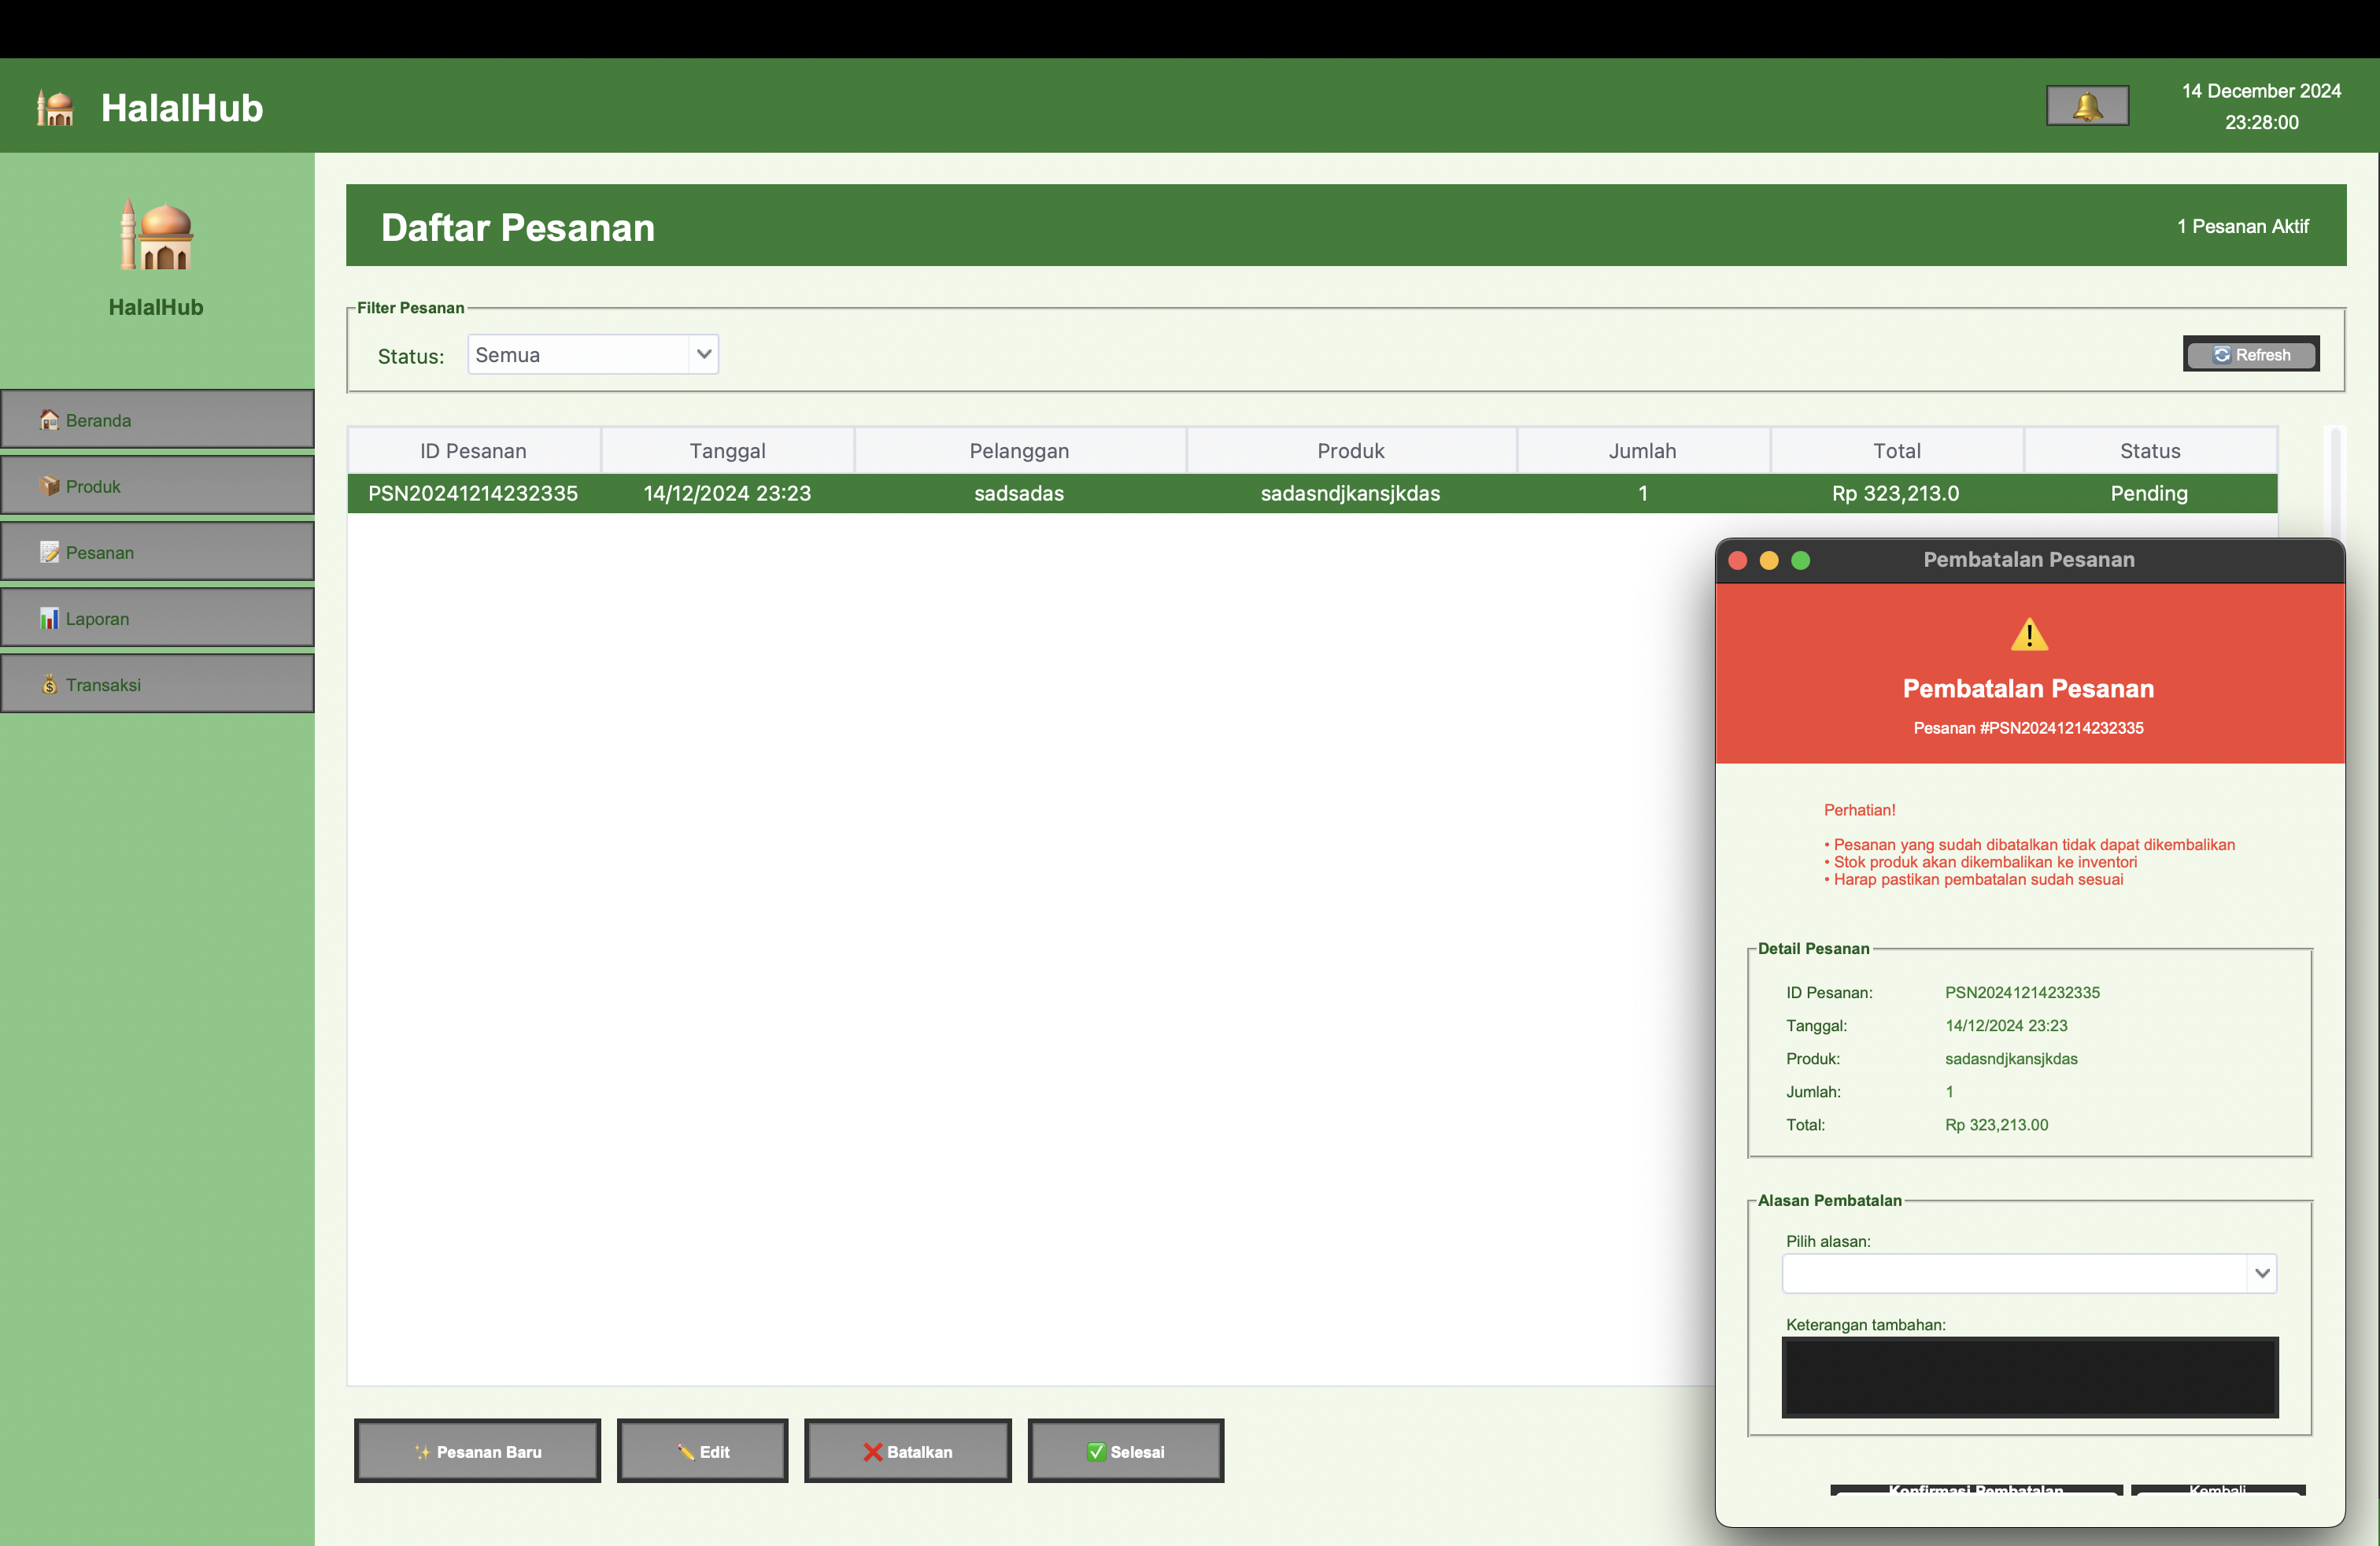 HalalHub
14 December 2024
23:28:00
HalalHub
Beranda
Produk
Pesanan
Laporan
Transaksi
Daftar Pesanan
1 Pesanan Aktif
Filter Pesanan
Status: Semua
Refresh
ID Pesanan Tanggal Pelanggan Produk Jumlah Total Status
PSN20241214232335 14/12/2024 23:23 sadsadas sadasndjkansjkdas 1 Rp 323,213.0 Pending
Pesanan Baru
Edit
Batalkan
Selesai
Pembatalan Pesanan
Pembatalan Pesanan
Pesanan #PSN20241214232335
Perhatian!
• Pesanan yang sudah dibatalkan tidak dapat dikembalikan
• Stok produk akan dikembalikan ke inventori
• Harap pastikan pembatalan sudah sesuai
Detail Pesanan
ID Pesanan: PSN20241214232335
Tanggal: 14/12/2024 23:23
Produk: sadasndjkansjkdas
Jumlah: 1
Total: Rp 323,213.00
Alasan Pembatalan
Pilih alasan:
Keterangan tambahan:
Konfirmasi Pembatalan
Kembali